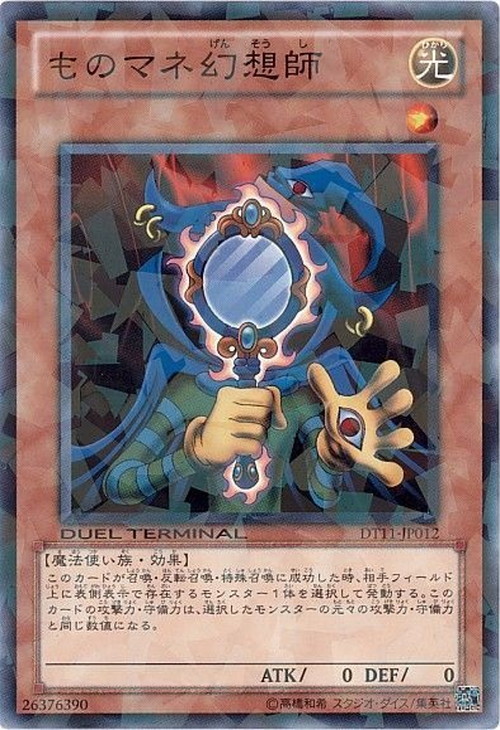 ものマネ幻想師
げんそうし
光
ひかり
DUEL TERMINAL
DT11-JP012
【魔法使い族・効果】
このカードが召喚・反転召喚・特殊召喚に成功した時、相手フィールド
上に表側表示で存在するモンスター1体を選択して発動する。この
カードの攻撃力・守備力は、選択したモンスターの元々の攻撃力・守備力
と同じ数値になる。
ATK/ 0 DEF/ 0
26376390
©高橋和希 スタジオ・ダイス/集英社